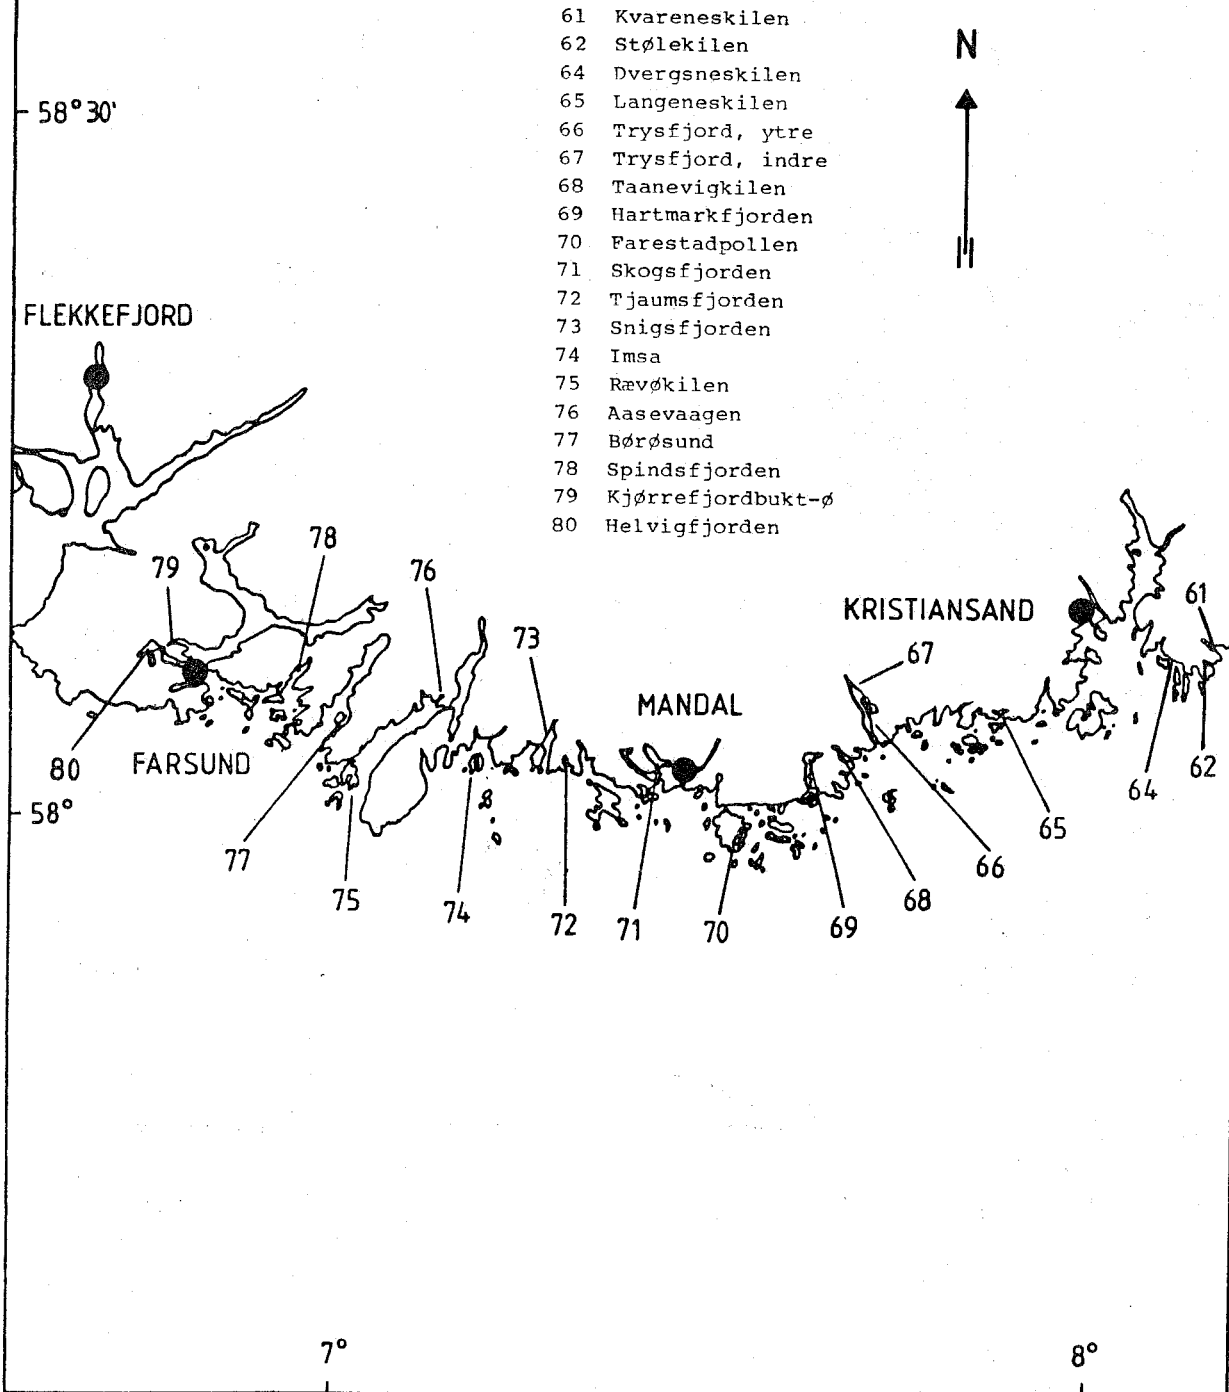 61 Kvareneskilen
62 Stølekilen
64 Dvergsneskilen
65 Langeneskilen
66 Trysfjord, ytre
67 Trysfjord, indre
68 Taanevigkilen
69 Hartmarkfjorden
70 Farestadpollen
71 Skogsfjorden
72 Tjaumsfjorden
73 Snigsfjorden
74 Imsa
75 Rævøkilen
76 Aasevaagen
77 Børøsund
78 Spindsfjorden
79 Kjørrefjordbukt-ø
80 Helvigfjorden
N
58°30'
FLEKKEFJORD
78
79
76
73
61
KRISTIANSAND
67
MANDAL
80
FARSUND
62
64
58°
65
77
66
75
74
72
71
70
69
68
7°
8°